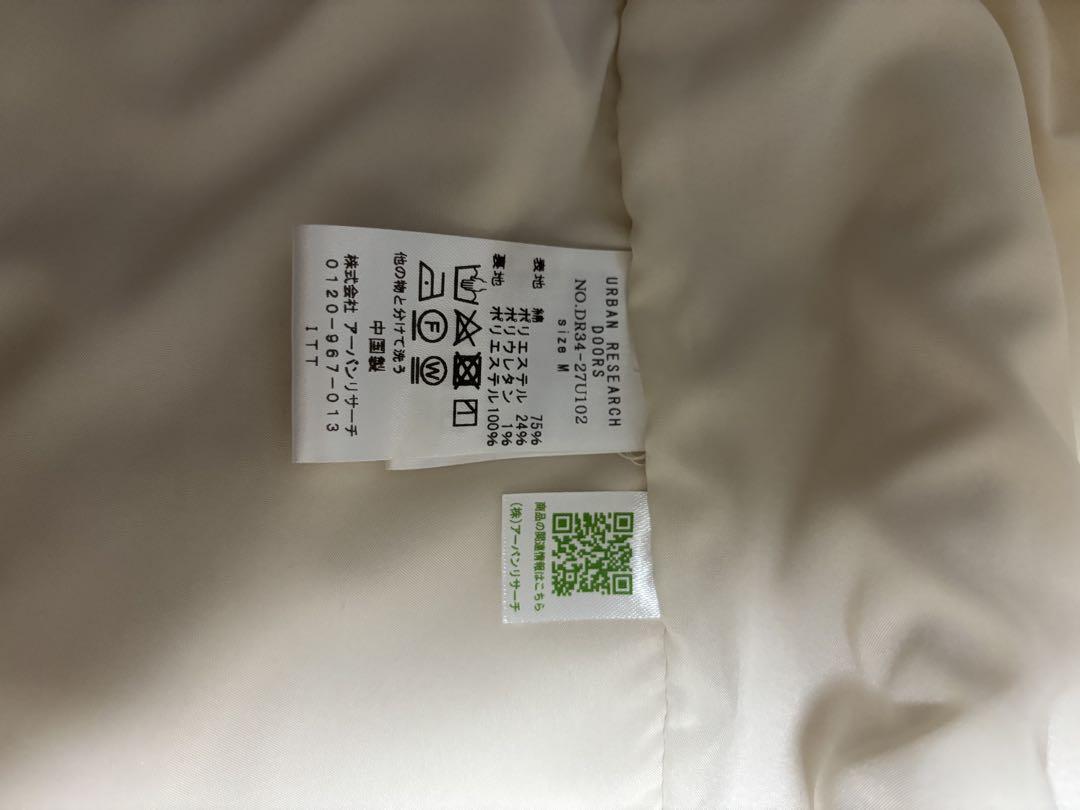 URBAN RESEARCH
DOORS
NO.DR34-27U102
size M
表地 綿 75%
ポリエステル 24%
ポリウレタン 1%
裏地 ポリエステル100%
F W
他の物と分けて洗う
中国製
株式会社 アーバンリサーチ
0120-967-013
ITT
商品の関連情報はこちら
(株)アーバンリサーチ